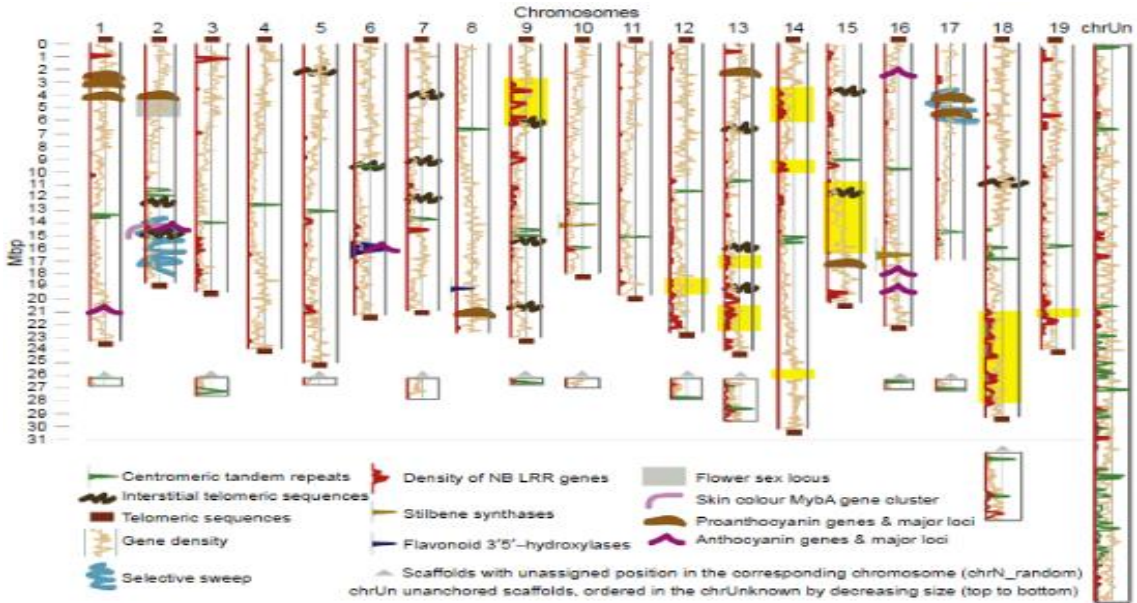 Chromosomes
1 2 3 4 5 6 7 8 9 10 11 12 13 14 15 16 17 18 19 chrUn
Mbp
0
1
2
3
4
5
6
7
8
9
10
11
12
13
14
15
16
17
18
19
20
21
22
23
24
25
26
27
28
29
30
31
Centromeric tandem repeats
Interstitial telomeric sequences
Telomeric sequences
Gene density
Selective sweep
Density of NB LRR genes
Stilbene synthases
Flavonoid 3'5'–hydroxylases
Flower sex locus
Skin colour MybA gene cluster
Proanthocyanin genes & major loci
Anthocyanin genes & major loci
Scaffolds with unassigned position in the corresponding chromosome (chrN_random)
chrUn unanchored scaffolds, ordered in the chrUnknown by decreasing size (top to bottom)